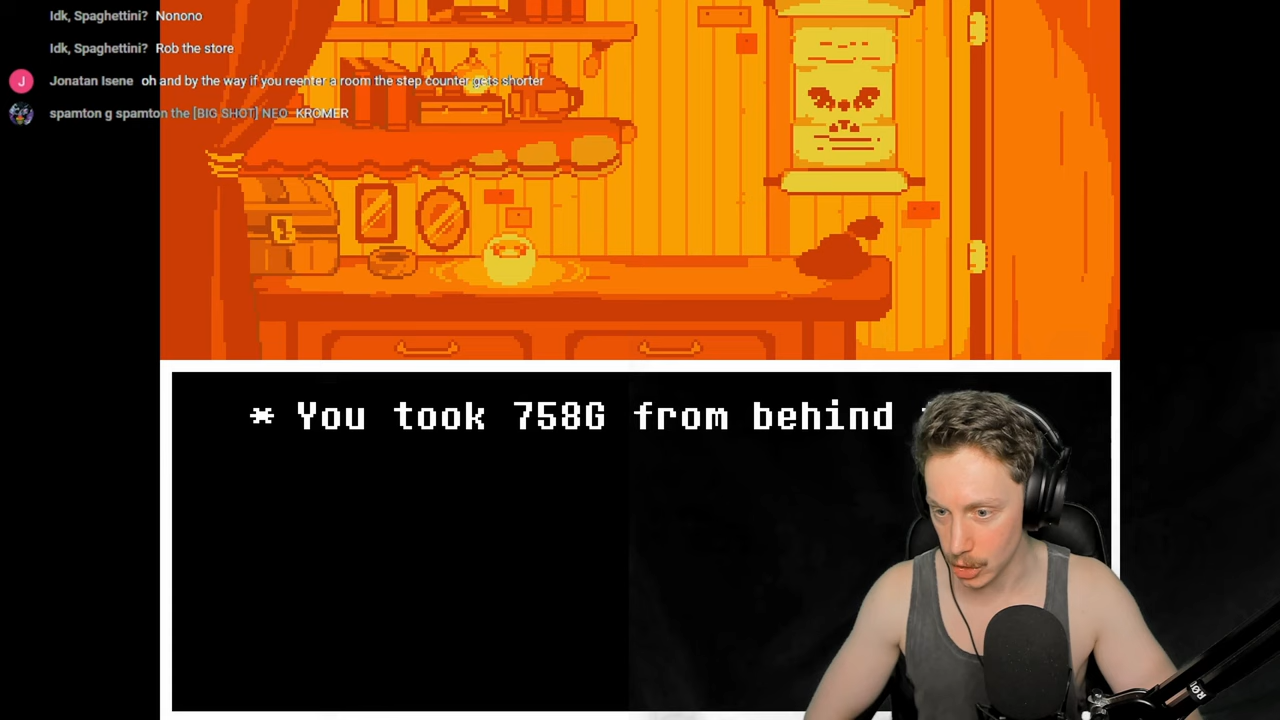 Idk, Spaghettini? Nonono
Idk, Spaghettini? Rob the store
J Jonatan Isene oh and by the way if you reenter a room the step counter gets shorter
spamton g spamton the [BIG SHOT] NEO KROMER
* You took 758G from behind